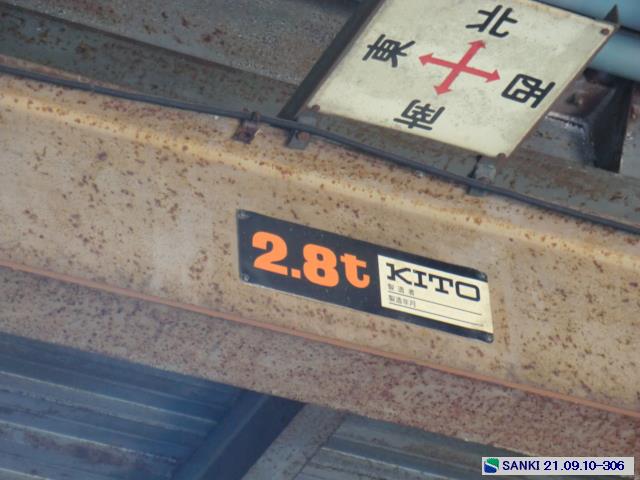 北
東
西
南
2.8t
KITO
製造者
製造年月
SANKI 21.09.10-306